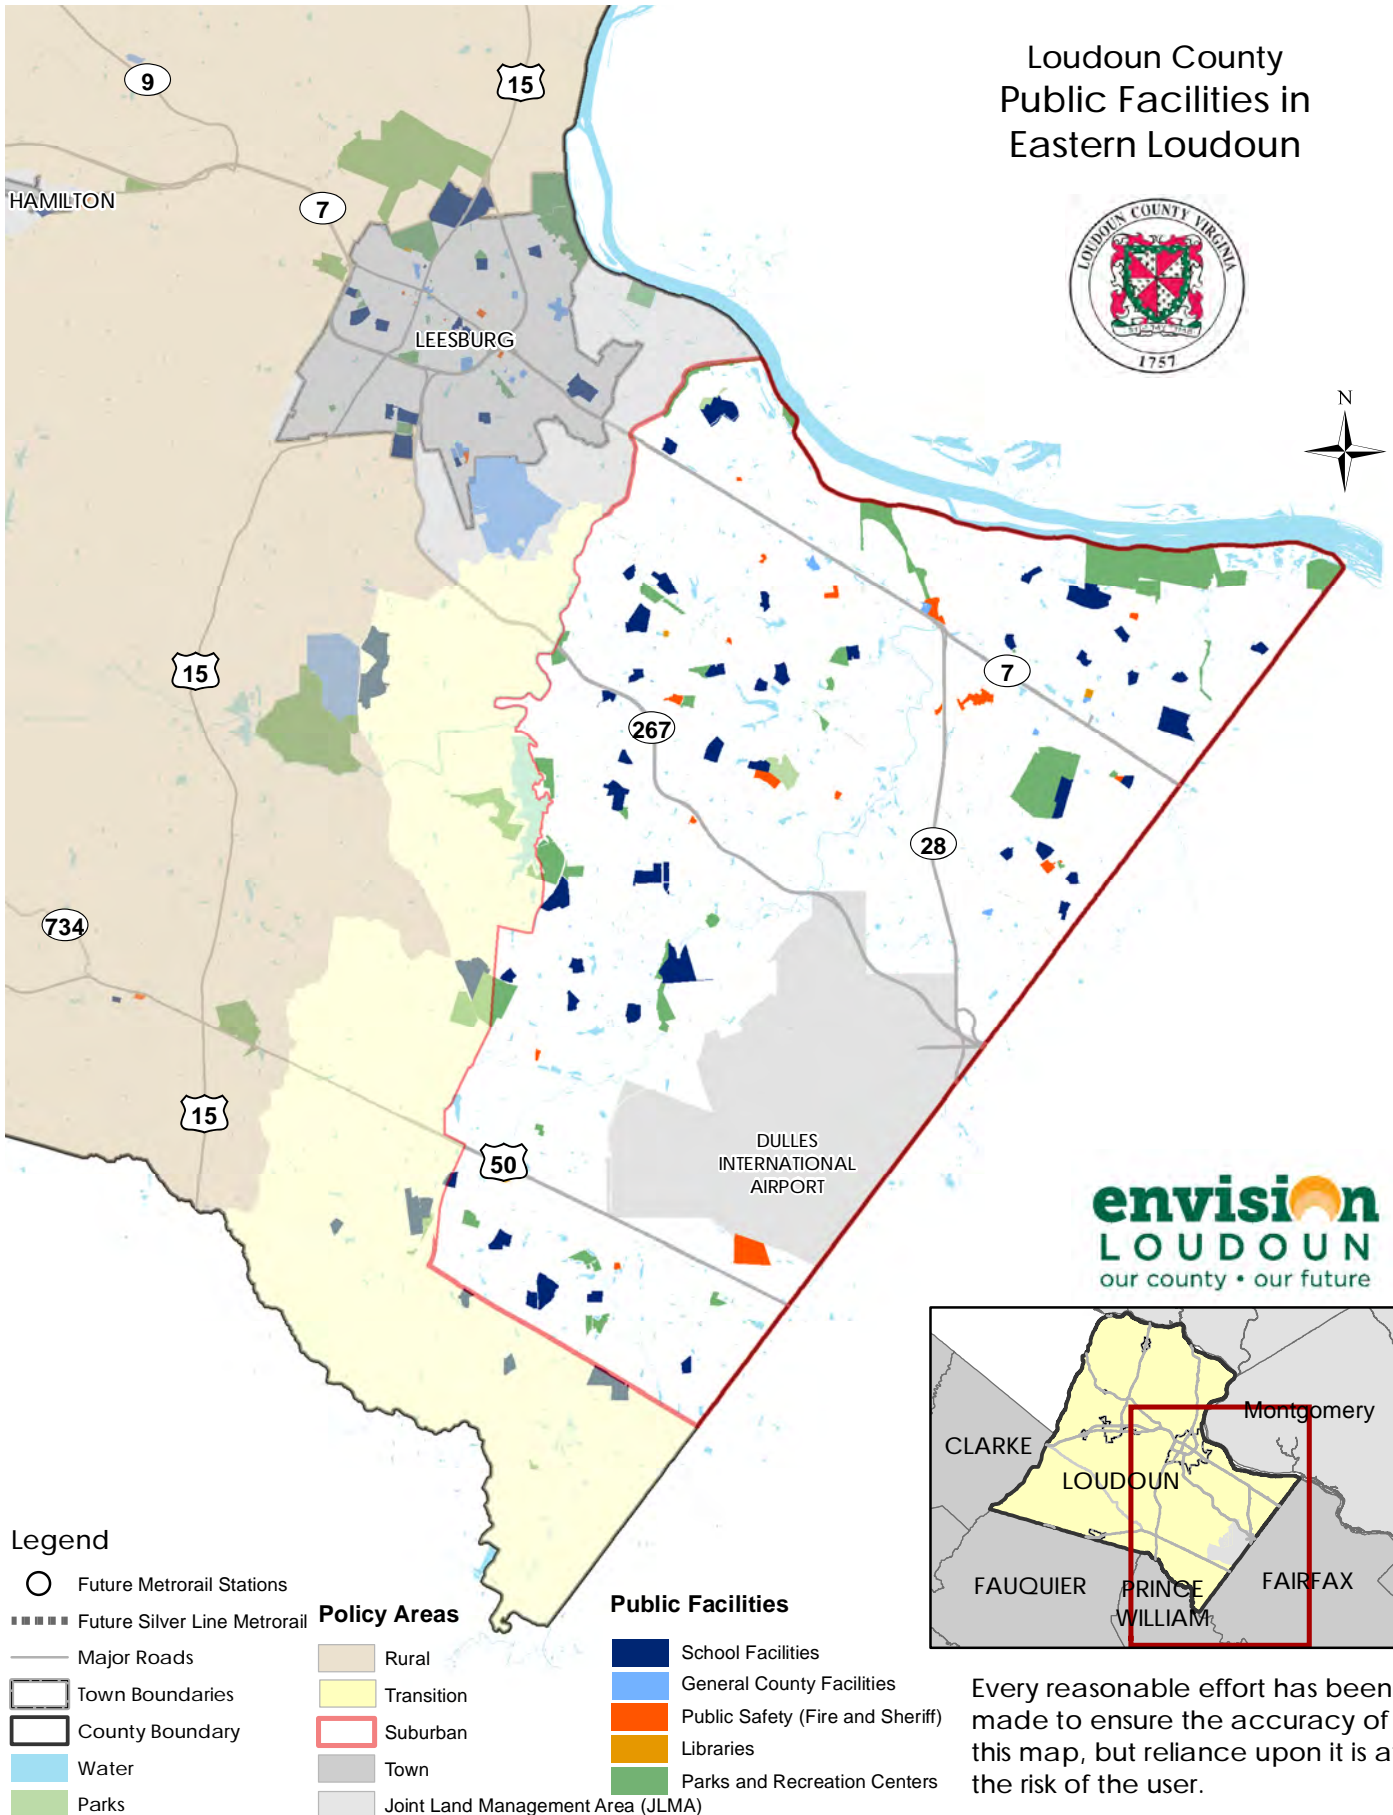 Loudoun County
Public Facilities in
Eastern Loudoun
LOUDOUN COUNTY VIRGINIA
1757
N
9
15
HAMILTON
7
LEESBURG
15
7
267
28
734
15
50
DULLES
INTERNATIONAL
AIRPORT
envision
LOUDOUN
our county • our future
Montgomery
CLARKE
LOUDOUN
FAUQUIER
PRINCE
WILLIAM
FAIRFAX
Legend
Future Metrorail Stations
Future Silver Line Metrorail
Major Roads
Town Boundaries
County Boundary
Water
Parks
Policy Areas
Rural
Transition
Suburban
Town
Joint Land Management Area (JLMA)
Public Facilities
School Facilities
General County Facilities
Public Safety (Fire and Sheriff)
Libraries
Parks and Recreation Centers
Every reasonable effort has been
made to ensure the accuracy of
this map, but reliance upon it is at
the risk of the user.